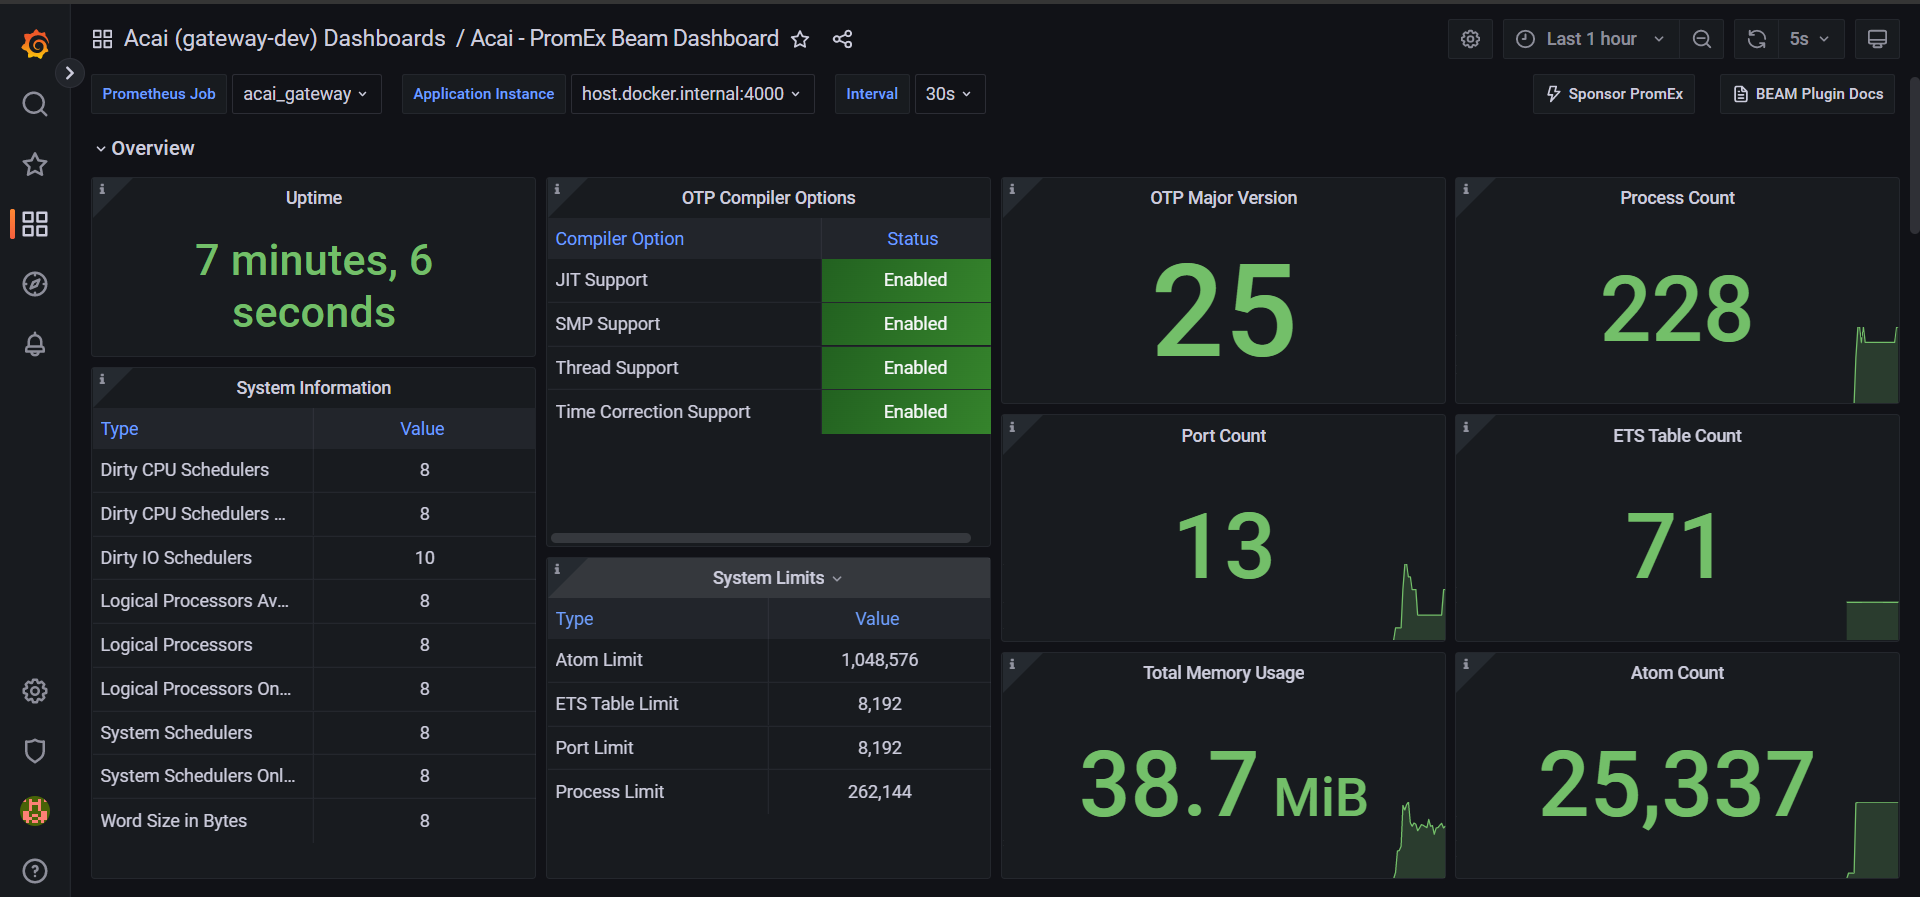 Acai (gateway-dev) Dashboards / Acai - PromEx Beam Dashboard
Last 1 hour
5s
Prometheus Job
acai_gateway
Application Instance
host.docker.internal:4000
Interval
30s
Sponsor PromEx
BEAM Plugin Docs
Overview
Uptime
7 minutes, 6
seconds
System Information
Type Value
Dirty CPU Schedulers 8
Dirty CPU Schedulers ... 8
Dirty IO Schedulers 10
Logical Processors Av... 8
Logical Processors 8
Logical Processors On... 8
System Schedulers 8
System Schedulers Onl... 8
Word Size in Bytes 8
OTP Compiler Options
Compiler Option Status
JIT Support Enabled
SMP Support Enabled
Thread Support Enabled
Time Correction Support Enabled
System Limits
Type Value
Atom Limit 1,048,576
ETS Table Limit 8,192
Port Limit 8,192
Process Limit 262,144
OTP Major Version
25
Process Count
228
Port Count
13
ETS Table Count
71
Total Memory Usage
38.7 MiB
Atom Count
25,337